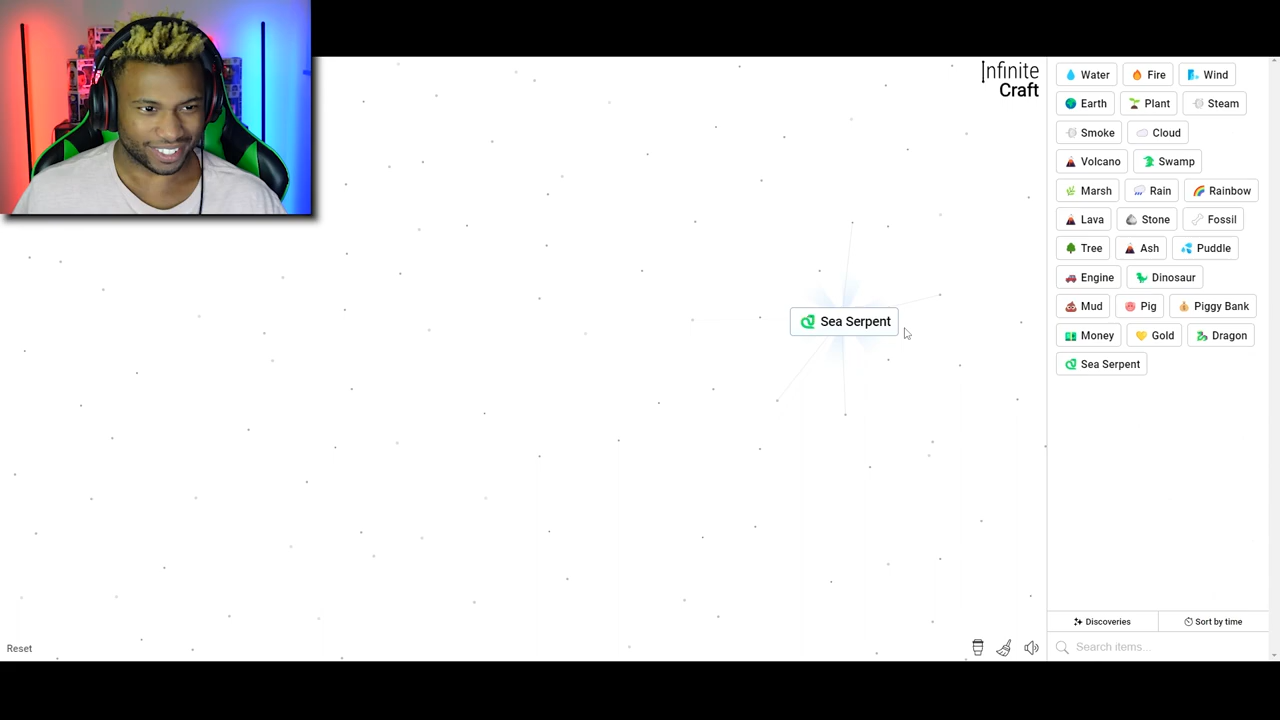 Infinite
Craft
Water Fire Wind
Earth Plant Steam
Smoke Cloud
Volcano Swamp
Marsh Rain Rainbow
Lava Stone Fossil
Tree Ash Puddle
Engine Dinosaur
Mud Pig Piggy Bank
Money Gold Dragon
Sea Serpent
Sea Serpent
Discoveries Sort by time
Search items...
Reset